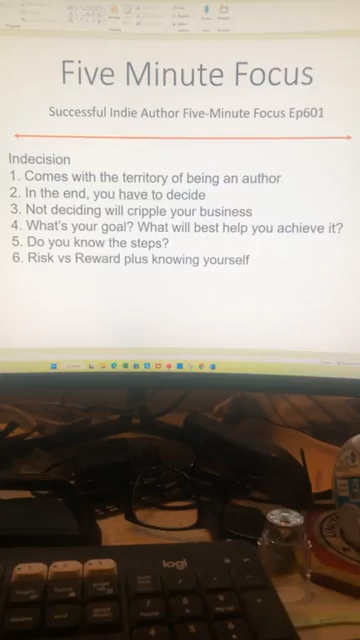 Five Minute Focus
Successful Indie Author Five-Minute Focus Ep601
Indecision
1. Comes with the territory of being an author
2. In the end, you have to decide
3. Not deciding will cripple your business
4. What's your goal? What will best help you achieve it?
5. Do you know the steps?
6. Risk vs Reward plus knowing yourself
logi